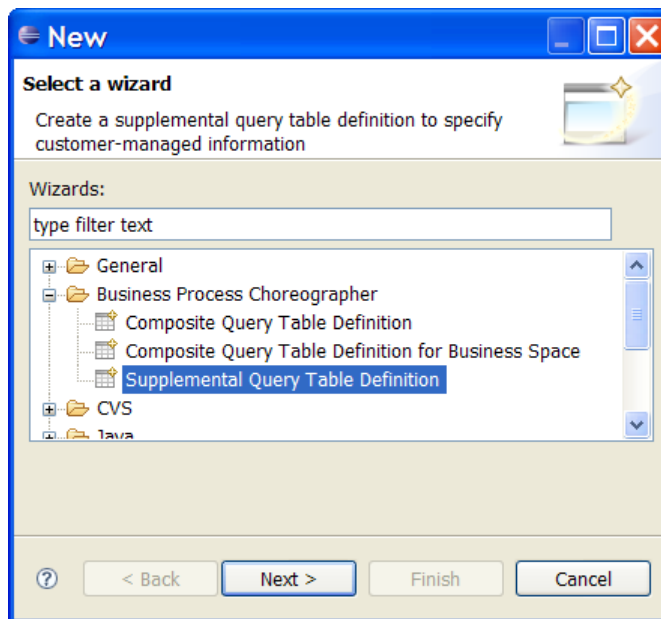 New
Select a wizard
Create a supplemental query table definition to specify
customer-managed information
Wizards:
type filter text
General
Business Process Choreographer
Composite Query Table Definition
Composite Query Table Definition for Business Space
Supplemental Query Table Definition
CVS
Java
? < Back Next > Finish Cancel